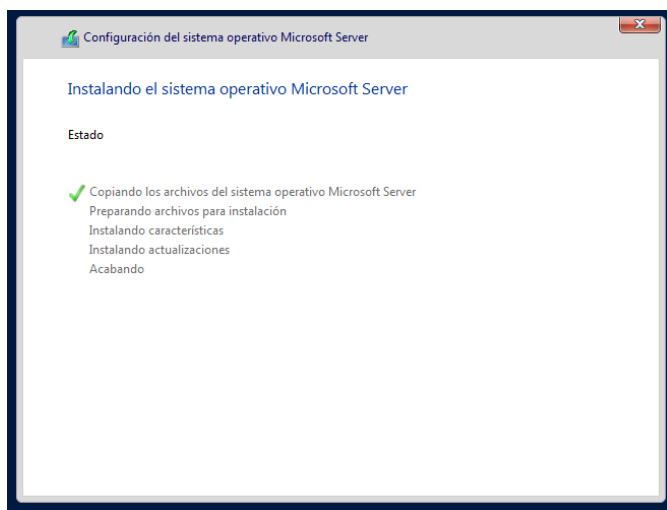 Configuración del sistema operativo Microsoft Server
Instalando el sistema operativo Microsoft Server
Estado
Copiando los archivos del sistema operativo Microsoft Server
Preparando archivos para instalación
Instalando características
Instalando actualizaciones
Acabando